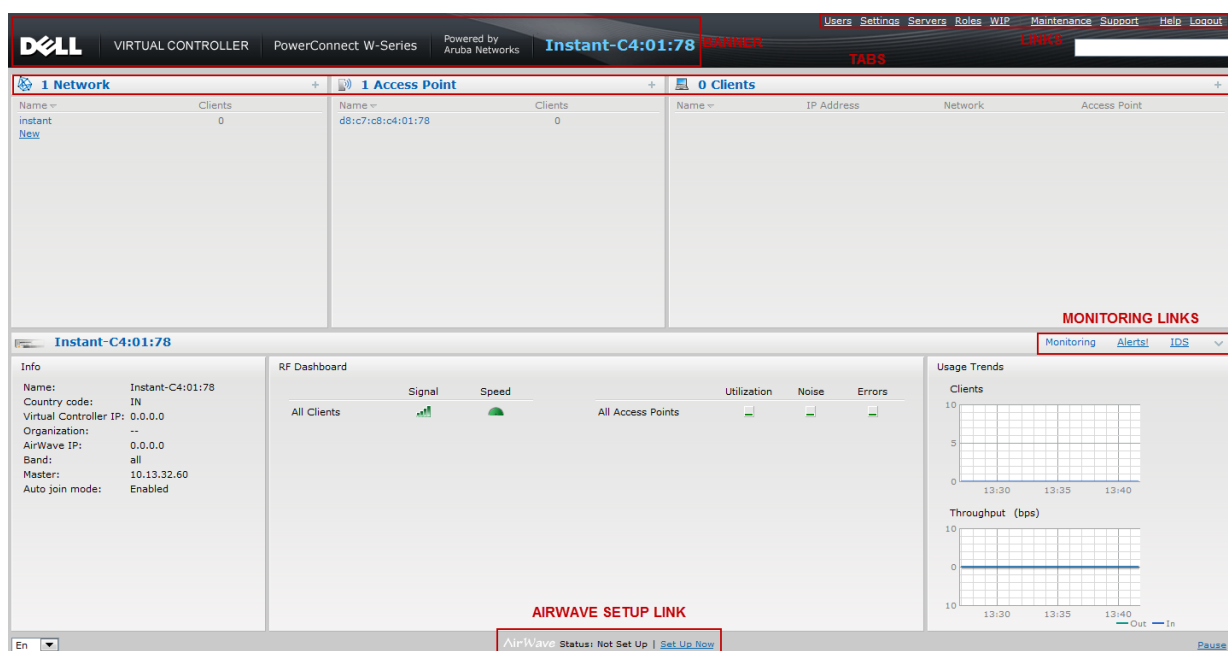 Users Settings Servers Roles WIP Maintenance Support Help Logout
DELL VIRTUAL CONTROLLER PowerConnect W-Series Powered by Aruba Networks Instant-C4:01:78 BANNER LINKS
TABS
1 Network + 1 Access Point + 0 Clients +
Name Clients Name Clients Name IP Address Network Access Point
instant 0 d8:c7:c8:c4:01:78 0
New
MONITORING LINKS
Instant-C4:01:78 Monitoring Alerts! IDS
Info
Name: Instant-C4:01:78
Country code: IN
Virtual Controller IP: 0.0.0.0
Organization: --
AirWave IP: 0.0.0.0
Band: all
Master: 10.13.32.60
Auto join mode: Enabled
RF Dashboard
Signal Speed Utilization Noise Errors
All Clients All Access Points
Usage Trends
Clients
10
5
0
13:30 13:35 13:40
Throughput (bps)
10
0
10
13:30 13:35 13:40
Out In
AIRWAVE SETUP LINK
En AirWave Status: Not Set Up | Set Up Now Pause